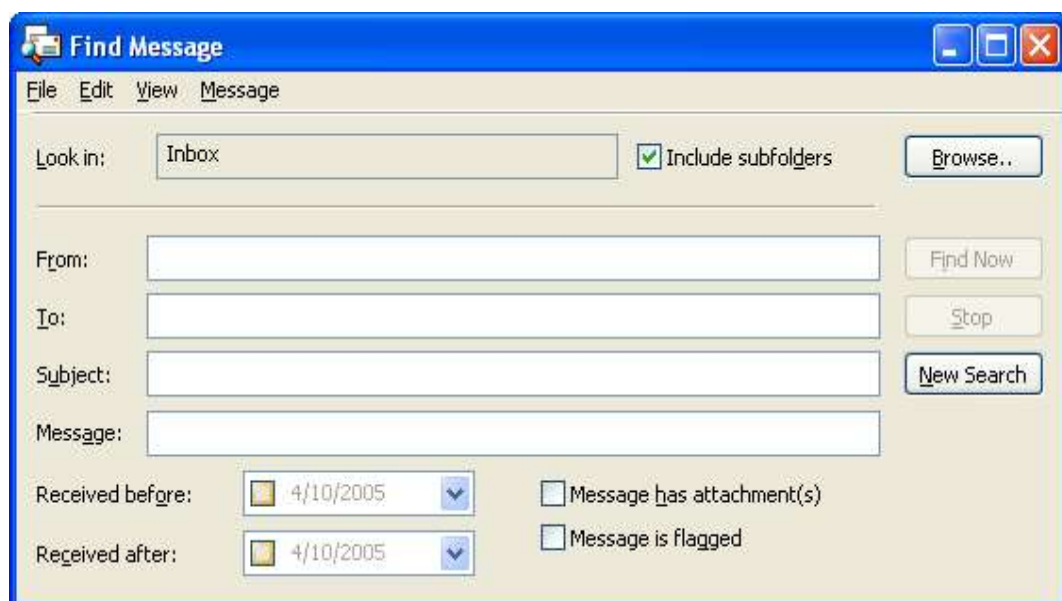 Find Message
File Edit View Message
Look in: Inbox Include subfolders Browse..
From: Find Now
To: Stop
Subject: New Search
Message:
Received before: 4/10/2005 Message has attachment(s)
Message is flagged
Received after: 4/10/2005